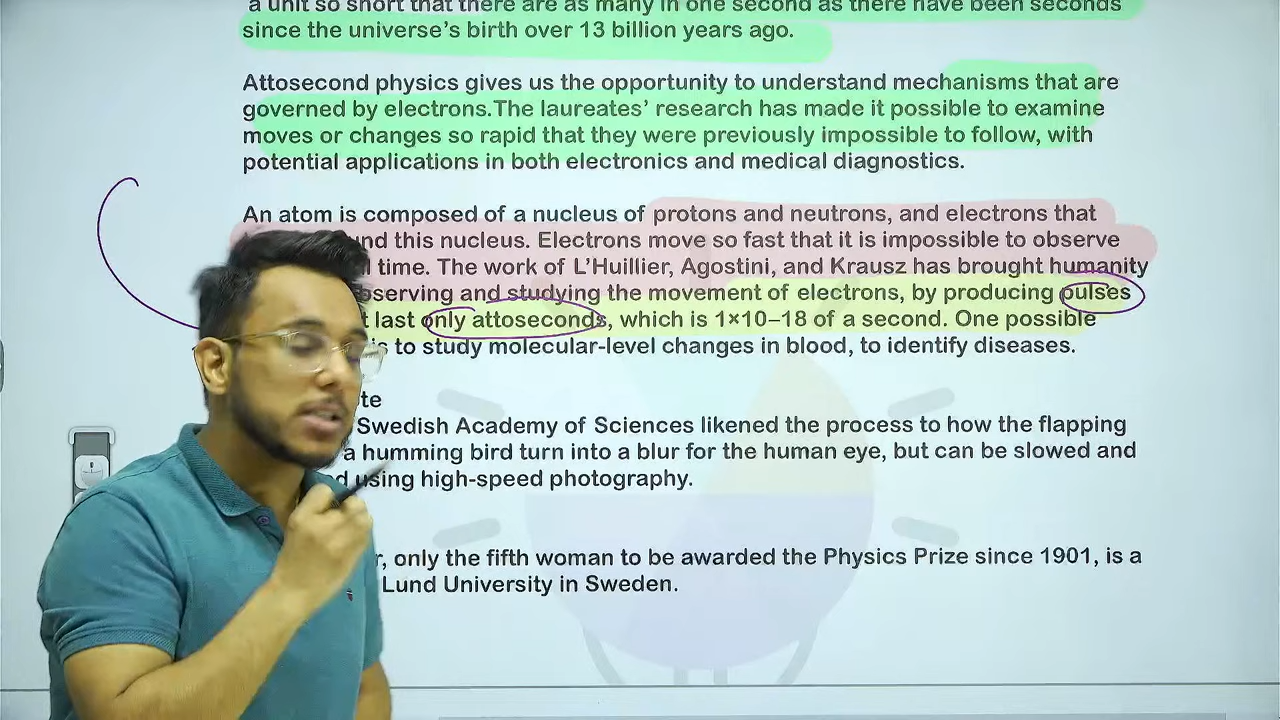 a unit so short that there are as many in one second as there have been seconds
since the universe's birth over 13 billion years ago.
Attosecond physics gives us the opportunity to understand mechanisms that are
governed by electrons.The laureates' research has made it possible to examine
moves or changes so rapid that they were previously impossible to follow, with
potential applications in both electronics and medical diagnostics.
An atom is composed of a nucleus of protons and neutrons, and electrons that
nd this nucleus. Electrons move so fast that it is impossible to observe
time. The work of L'Huillier, Agostini, and Krausz has brought humanity
bserving and studying the movement of electrons, by producing pulses
t last only attoseconds, which is 1×10–18 of a second. One possible
is to study molecular-level changes in blood, to identify diseases.
te
Swedish Academy of Sciences likened the process to how the flapping
a humming bird turn into a blur for the human eye, but can be slowed and
d using high-speed photography.
r, only the fifth woman to be awarded the Physics Prize since 1901, is a
Lund University in Sweden.